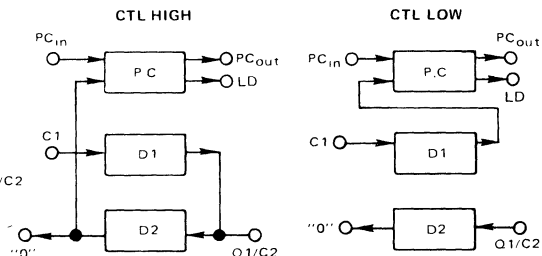 CTL HIGH
PCin
PC
PCout
LD
C1
D1
/C2
D2
"0"
Q1/C2
CTL LOW
PCin
P.C
PCout
LD
C1
D1
"0"
D2
Q1/C2